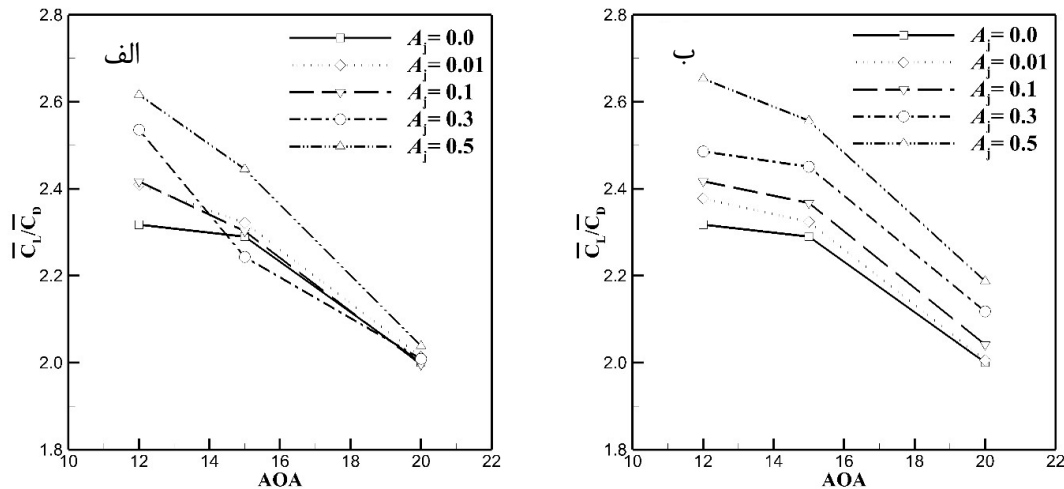 الف
A_j= 0.0
A_j= 0.01
A_j= 0.1
A_j= 0.3
A_j= 0.5
2.8
2.6
2.4
2.2
2.0
1.8
C̅_L/C̅_D
10 12 14 16 18 20 22
AOA
ب
A_j= 0.0
A_j= 0.01
A_j= 0.1
A_j= 0.3
A_j= 0.5
2.8
2.6
2.4
2.2
2.0
1.8
C̅_L/C̅_D
10 12 14 16 18 20 22
AOA